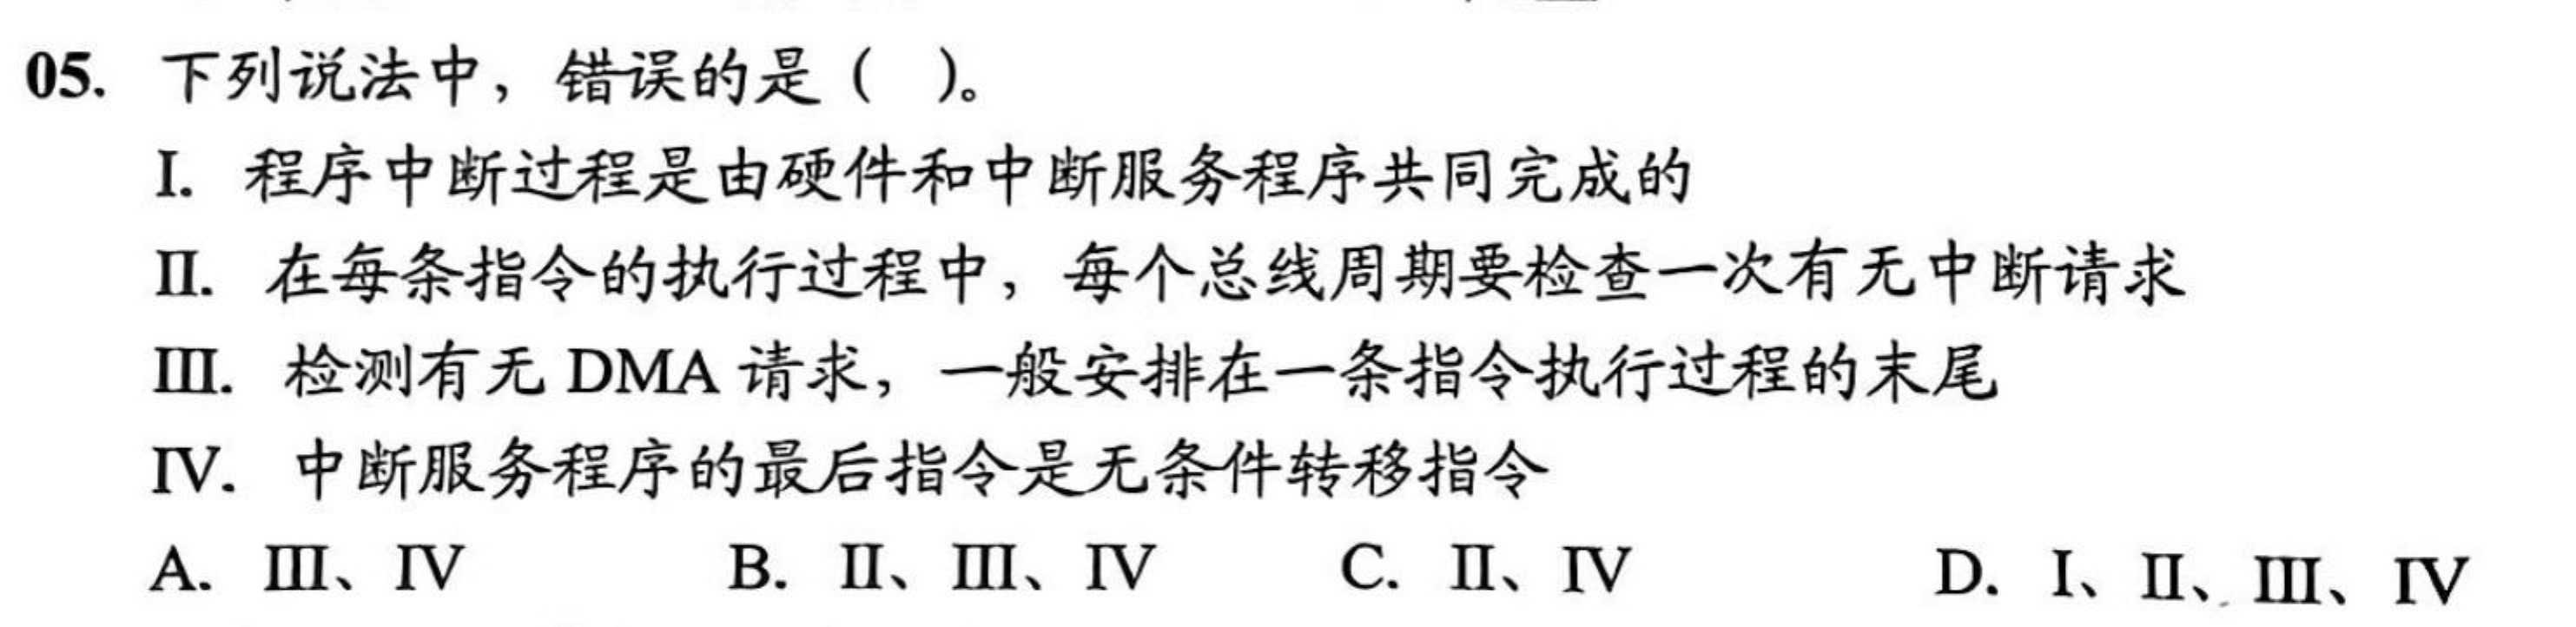 05. 下列说法中，错误的是（ ）。
I. 程序中断过程是由硬件和中断服务程序共同完成的
II. 在每条指令的执行过程中，每个总线周期要检查一次有无中断请求
III. 检测有无 DMA 请求，一般安排在一条指令执行过程的末尾
IV. 中断服务程序的最后指令是无条件转移指令
A. III、IV B. II、III、IV C. II、IV D. I、II、III、IV